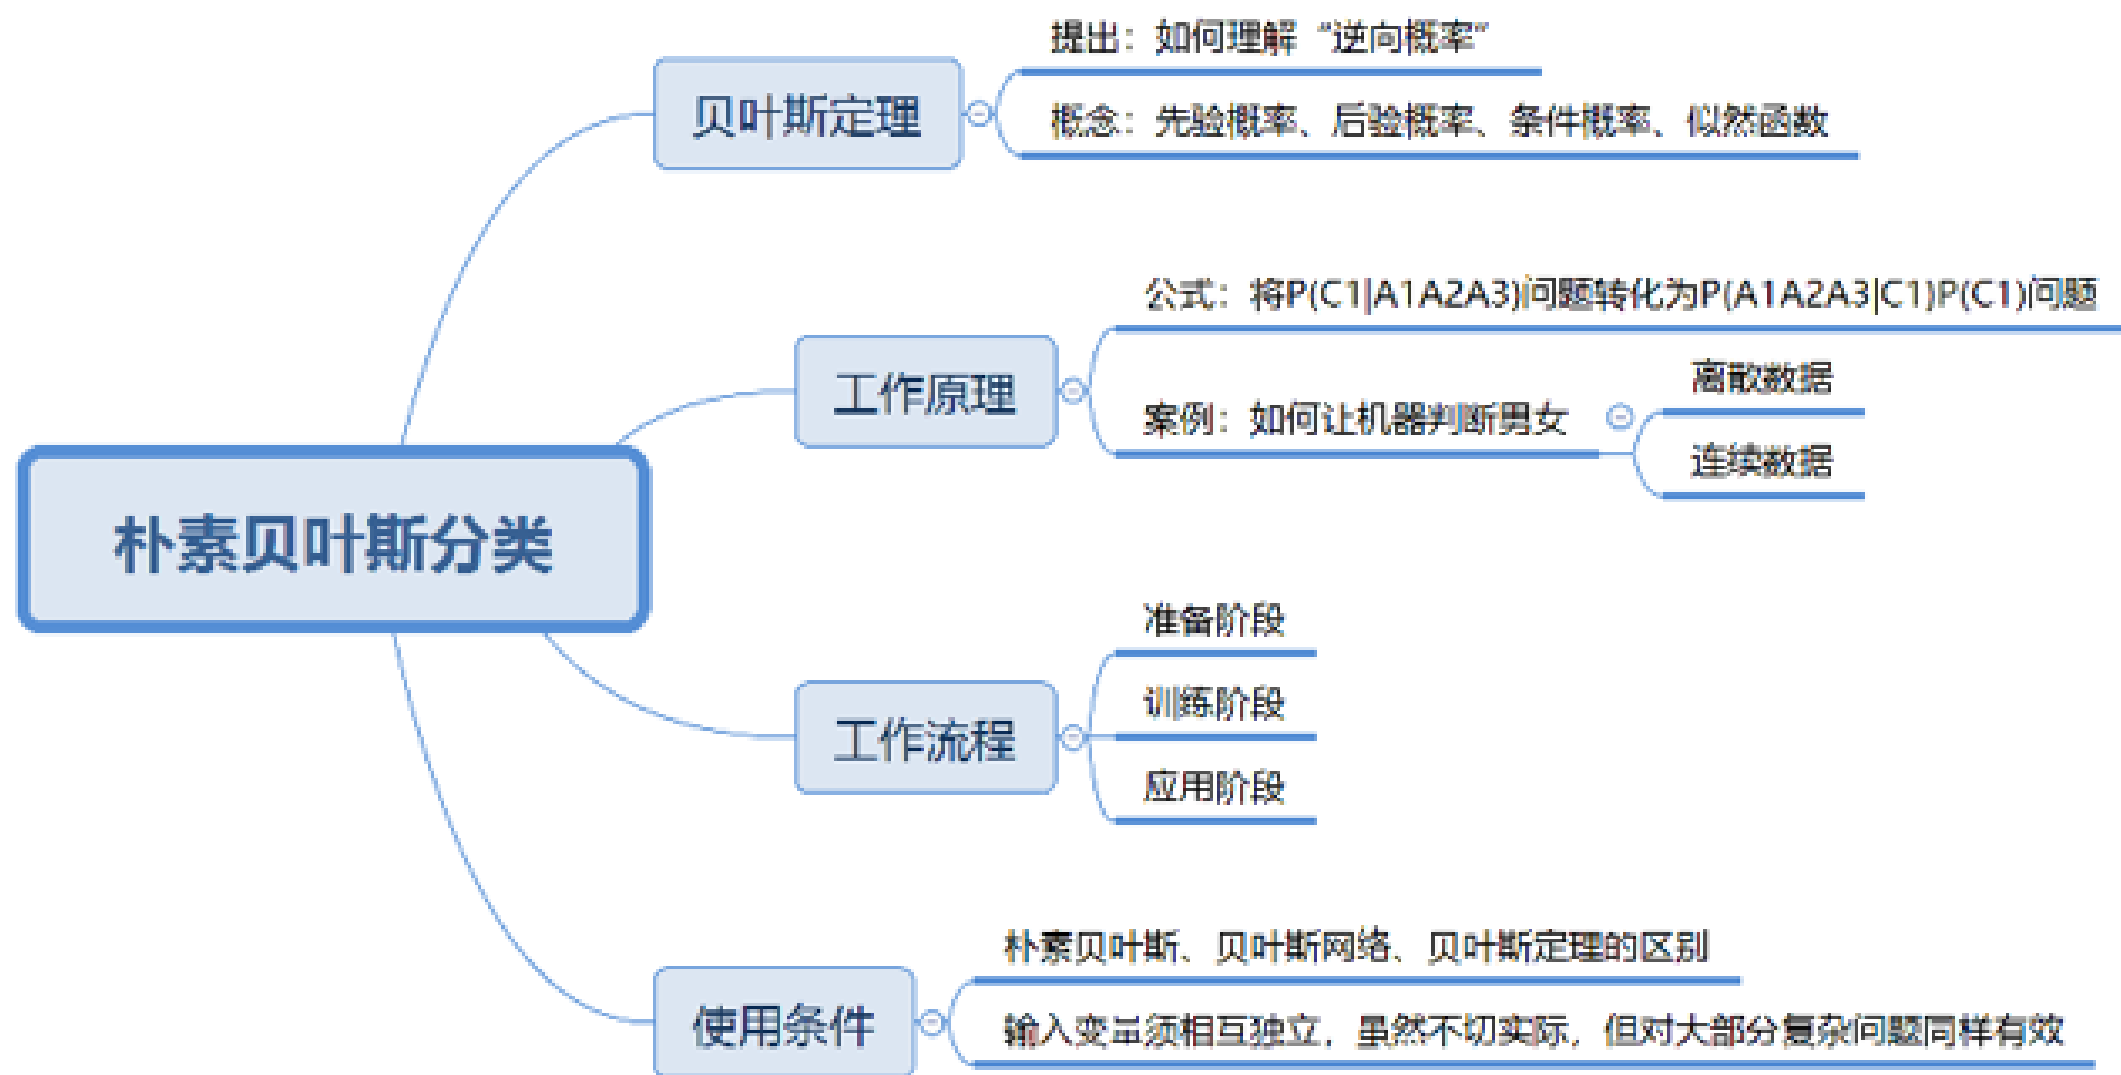 提出：如何理解“逆向概率”
贝叶斯定理
概念：先验概率、后验概率、条件概率、似然函数
公式：将P(C1|A1A2A3)问题转化为P(A1A2A3|C1)P(C1)问题
工作原理
离散数据
案例：如何让机器判断男女
连续数据
朴素贝叶斯分类
准备阶段
训练阶段
工作流程
应用阶段
朴素贝叶斯、贝叶斯网络、贝叶斯定理的区别
使用条件
输入变量须相互独立，虽然不切实际，但对大部分复杂问题同样有效